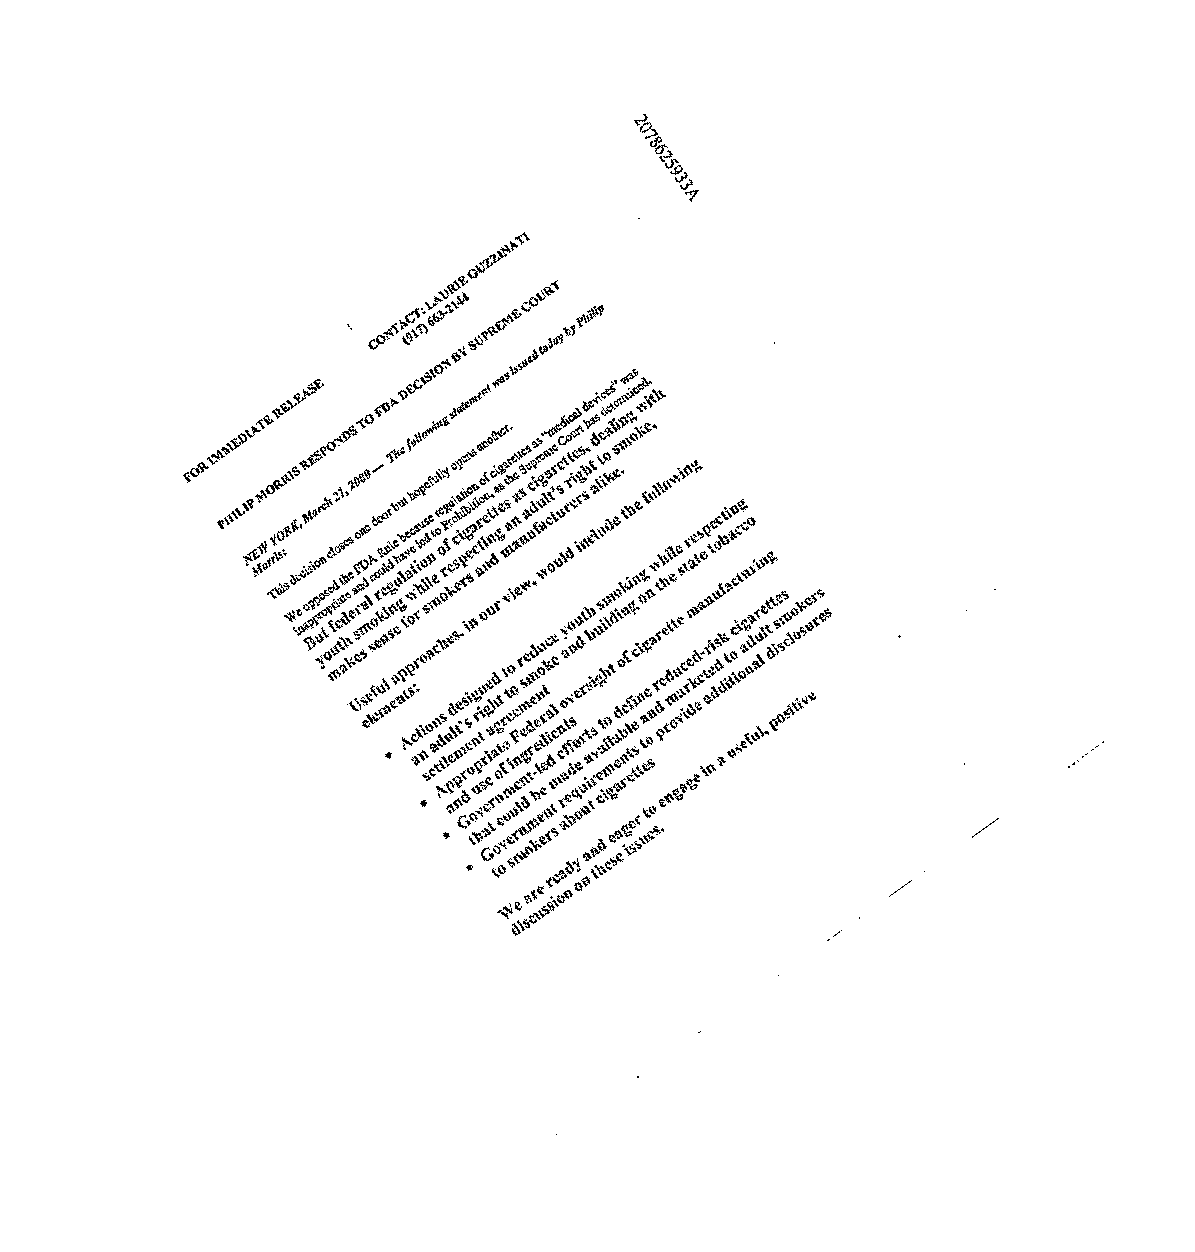 2078625933A
FOR IMMEDIATE RELEASE
CONTACT: LAURIE GUZZINATI
(917) 663-2144
PHILIP MORRIS RESPONDS TO FDA DECISION BY SUPREME COURT
NEW YORK, March 21, 2000 — The following statement was issued today by Philip
Morris:
This decision closes one door but hopefully opens another.
We opposed the FDA Rule because regulation of cigarettes as "medical devices" was
inappropriate and could have led to Prohibition, as the Supreme Court has determined.
But federal regulation of cigarettes as cigarettes, dealing with
youth smoking while respecting an adult's right to smoke,
makes sense for smokers and manufacturers alike.
Useful approaches, in our view, would include the following
elements:
• Actions designed to reduce youth smoking while respecting
an adult's right to smoke and building on the state tobacco
settlement agreement
• Appropriate Federal oversight of cigarette manufacturing
and use of ingredients
• Government-led efforts to define reduced-risk cigarettes
that could be made available and marketed to adult smokers
• Government requirements to provide additional disclosures
to smokers about cigarettes
We are ready and eager to engage in a useful, positive
discussion on these issues.